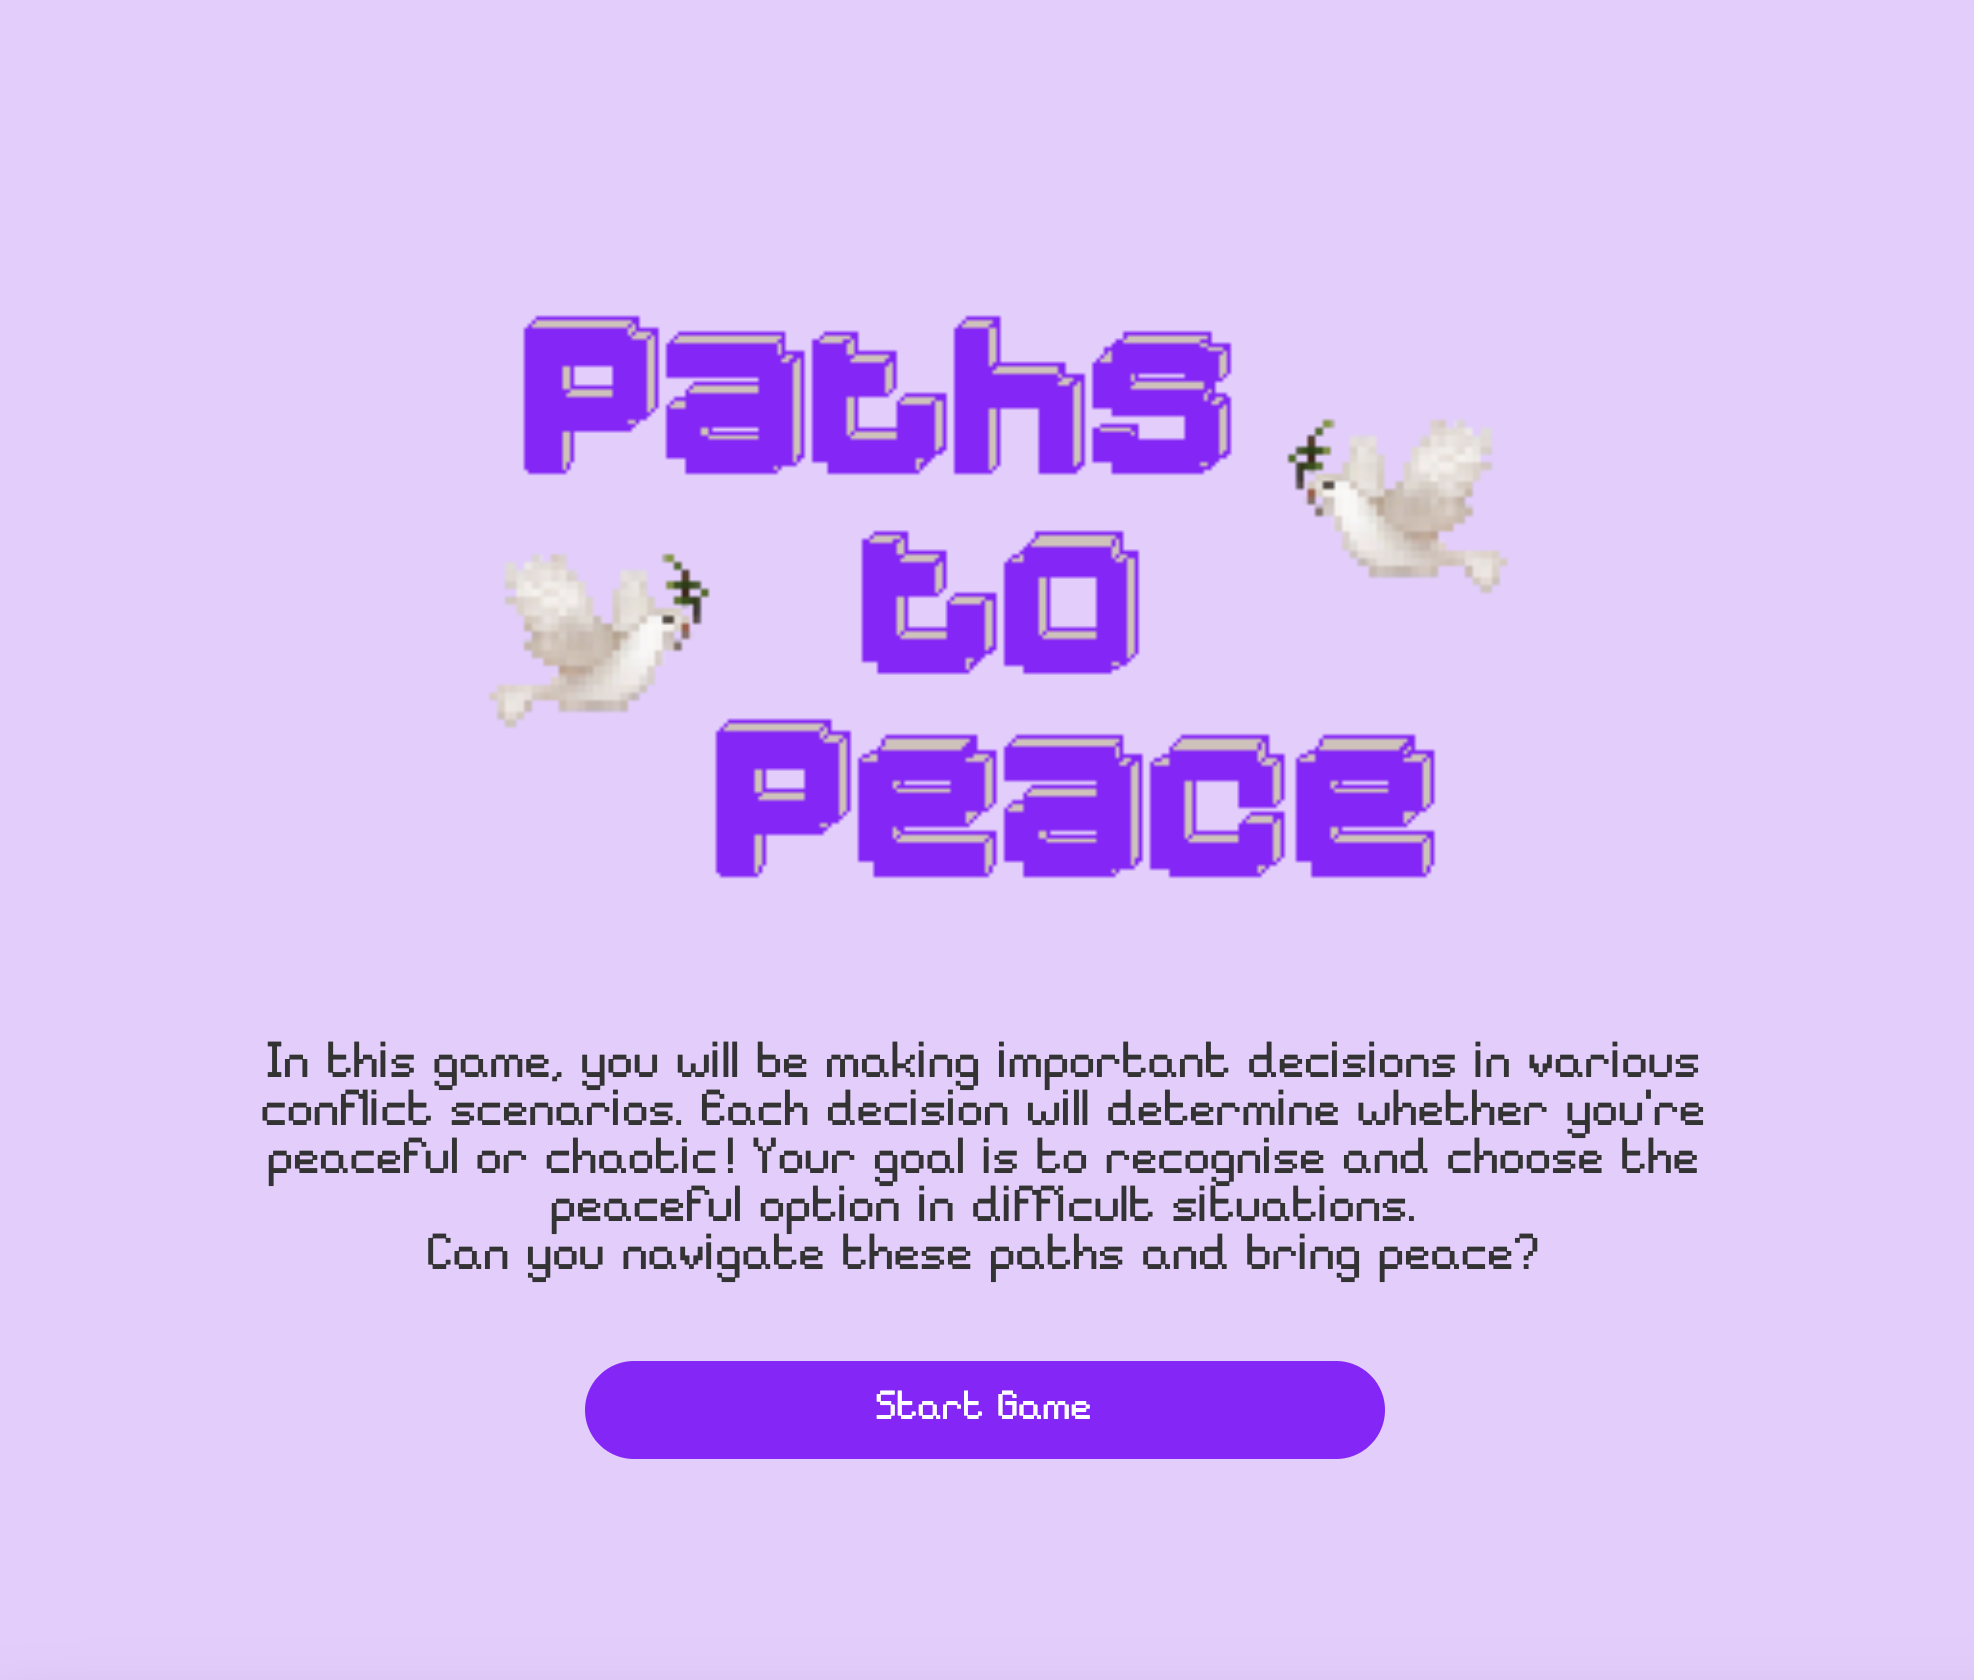 Paths
to
Peace
In this game, you will be making important decisions in various
conflict scenarios. Each decision will determine whether you're
peaceful or chaotic! Your goal is to recognise and choose the
peaceful option in difficult situations.
Can you navigate these paths and bring peace?
Start Game